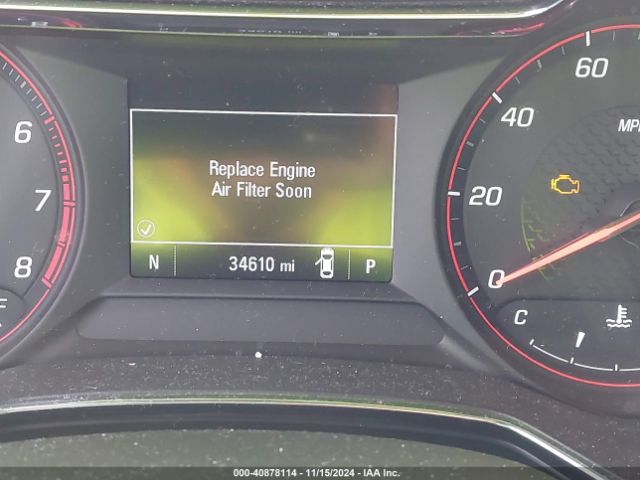 60
40
MPH
20
0
6
7
8
F
Replace Engine
Air Filter Soon
N 34610 mi P
C
000-40878114 - 11/15/2024 - IAA Inc.